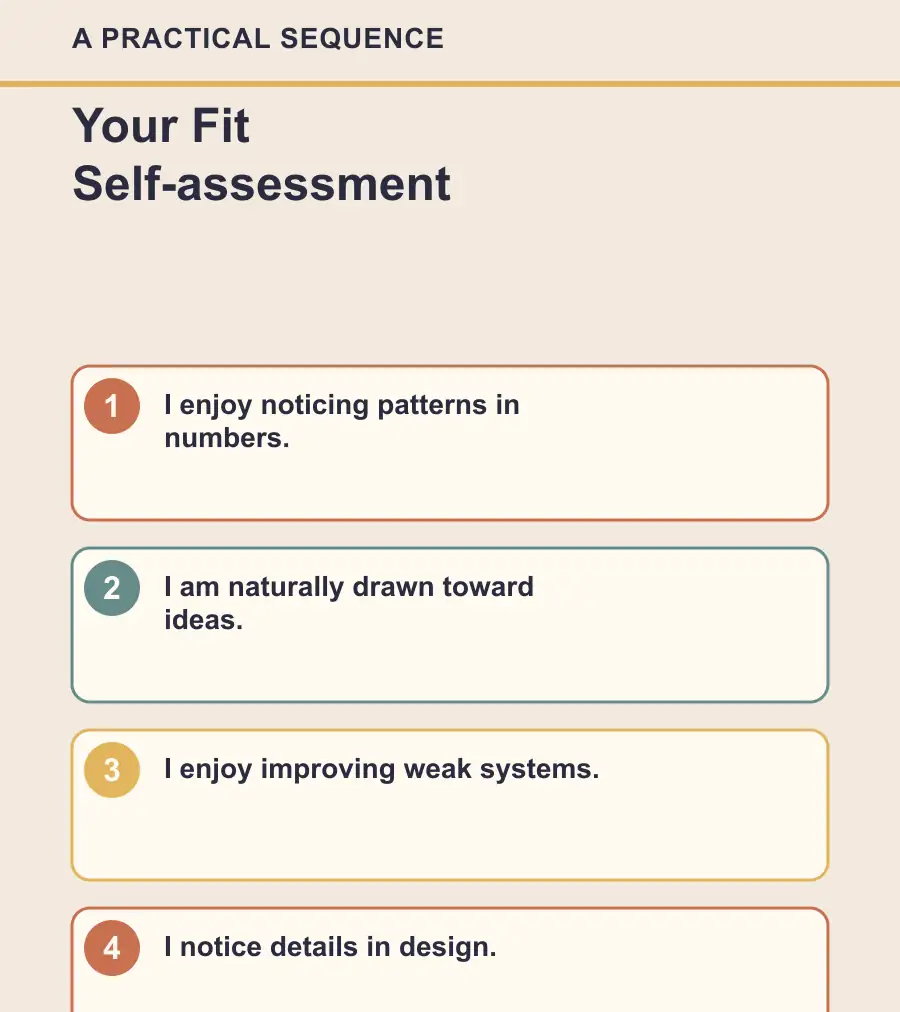 A PRACTICAL SEQUENCE
Your Fit
Self-assessment
1
I enjoy noticing patterns in
numbers.
2
I am naturally drawn toward
ideas.
3
I enjoy improving weak systems.
4
I notice details in design.